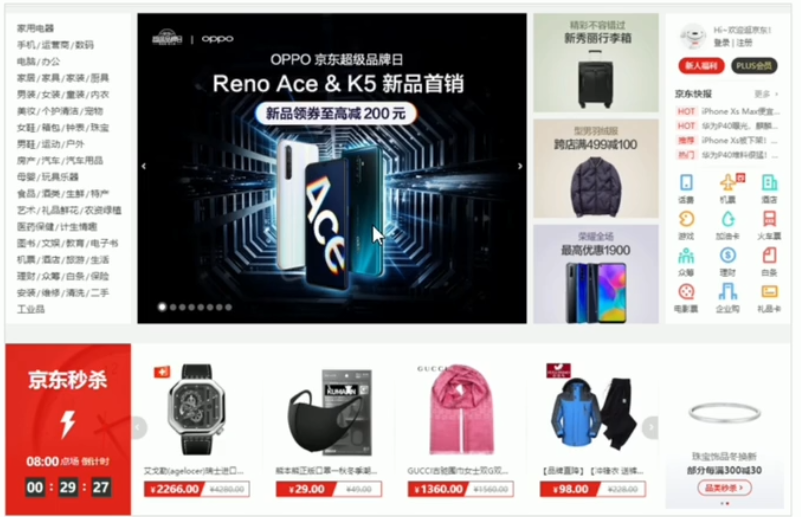 家用电器
手机/运营商/数码
电脑/办公
家居/家具/家装/厨具
男装/女装/童装/内衣
美妆/个护清洁/宠物
女鞋/箱包/钟表/珠宝
男鞋/运动/户外
房产/汽车/汽车用品
母婴/玩具乐器
食品/酒类/生鲜/特产
艺术/礼品鲜花/农资绿植
医药保健/计生情趣
图书/文娱/教育/电子书
机票/酒店/旅游/生活
理财/众筹/白条/保险
安装/维修/清洗/二手
工业品
oppo
OPPO 京东超级品牌日
Reno Ace & K5 新品首销
新品领券至高减 200 元
ACE
精彩不容错过
新秀丽行李箱
型男羽绒服
跨店满499减100
荣耀全场
最高优惠1900
Hi~欢迎逛京东!
登录 | 注册
新人福利
PLUS会员
京东快报
更多 ›
HOT iPhone Xs Max便宜...
HOT 华为P40曝光，麒麟...
推荐 iPhone Xs被下架！...
热门 华为P40堆料很猛！...
话费
机票
酒店
游戏
加油卡
火车票
众筹
理财
白条
电影票
企业购
礼品卡
京东秒杀
08:00 点场 倒计时
00 : 29 : 27
艾戈勒(agelocer)瑞士进口...
¥2266.00 ¥4280.00
熊本熊正版口罩一秋冬季潮...
¥29.00 ¥49.00
GUCCI
GUCCI古驰围巾女士双G双...
¥1360.00 ¥1560.00
【品牌直降】【冲锋衣 送裤...
¥98.00 ¥228.00
珠宝饰品冬换新
部分每满300减30
品类秒杀 ›